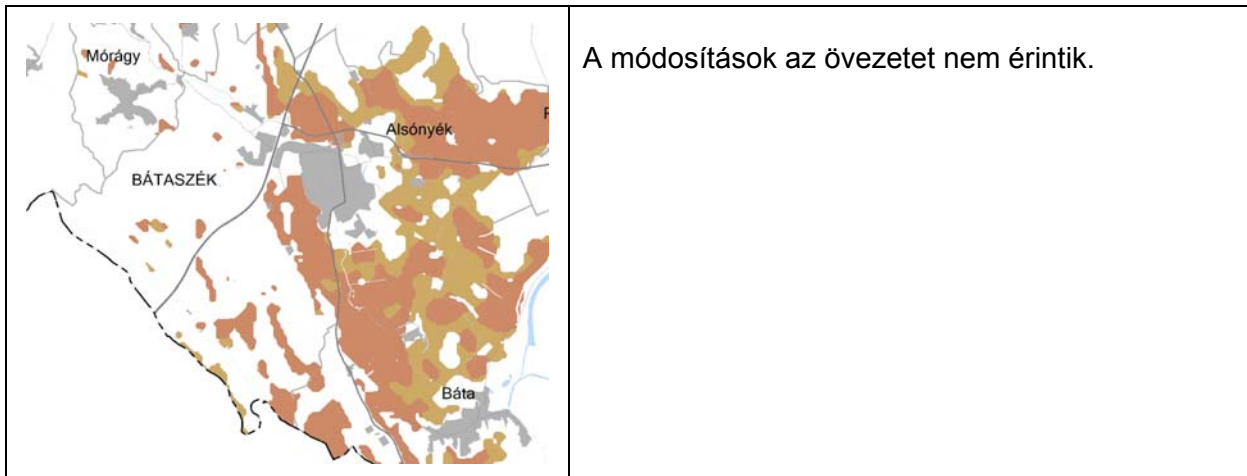 Mórágy
Alsónyék
BÁTASZÉK
Báta
A módosítások az övezetet nem érintik.